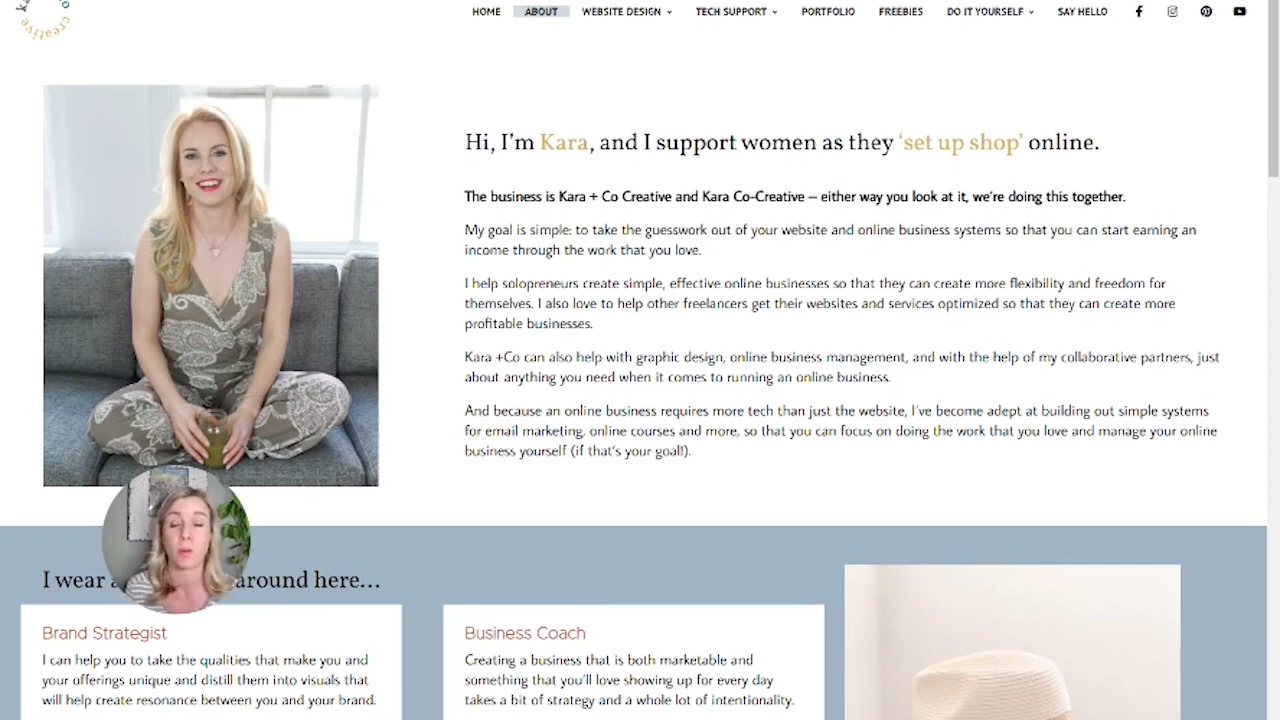 creative
HOME ABOUT WEBSITE DESIGN TECH SUPPORT PORTFOLIO FREEBIES DO IT YOURSELF SAY HELLO
Hi, I'm Kara, and I support women as they ‘set up shop’ online.
The business is Kara + Co Creative and Kara Co-Creative – either way you look at it, we're doing this together.
My goal is simple: to take the guesswork out of your website and online business systems so that you can start earning an
income through the work that you love.
I help solopreneurs create simple, effective online businesses so that they can create more flexibility and freedom for
themselves. I also love to help other freelancers get their websites and services optimized so that they can create more
profitable businesses.
Kara +Co can also help with graphic design, online business management, and with the help of my collaborative partners, just
about anything you need when it comes to running an online business.
And because an online business requires more tech than just the website, I've become adept at building out simple systems
for email marketing, online courses and more, so that you can focus on doing the work that you love and manage your online
business yourself (if that's your goal!).
I wear around here...
Brand Strategist
I can help you to take the qualities that make you and
your offerings unique and distill them into visuals that
will help create resonance between you and your brand.
Business Coach
Creating a business that is both marketable and
something that you'll love showing up for every day
takes a bit of strategy and a whole lot of intentionality.